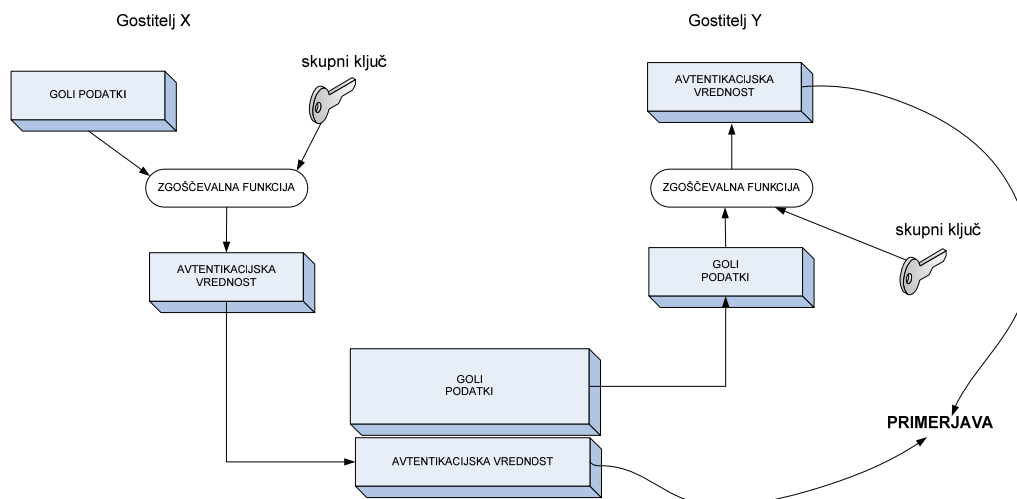 Gostitelj X
Gostitelj Y
skupni ključ
GOLI PODATKI
AVTENTIKACIJSKA
VREDNOST
ZGOŠČEVALNA FUNKCIJA
ZGOŠČEVALNA FUNKCIJA
skupni ključ
AVTENTIKACIJSKA
VREDNOST
GOLI
PODATKI
GOLI
PODATKI
PRIMERJAVA
AVTENTIKACIJSKA VREDNOST